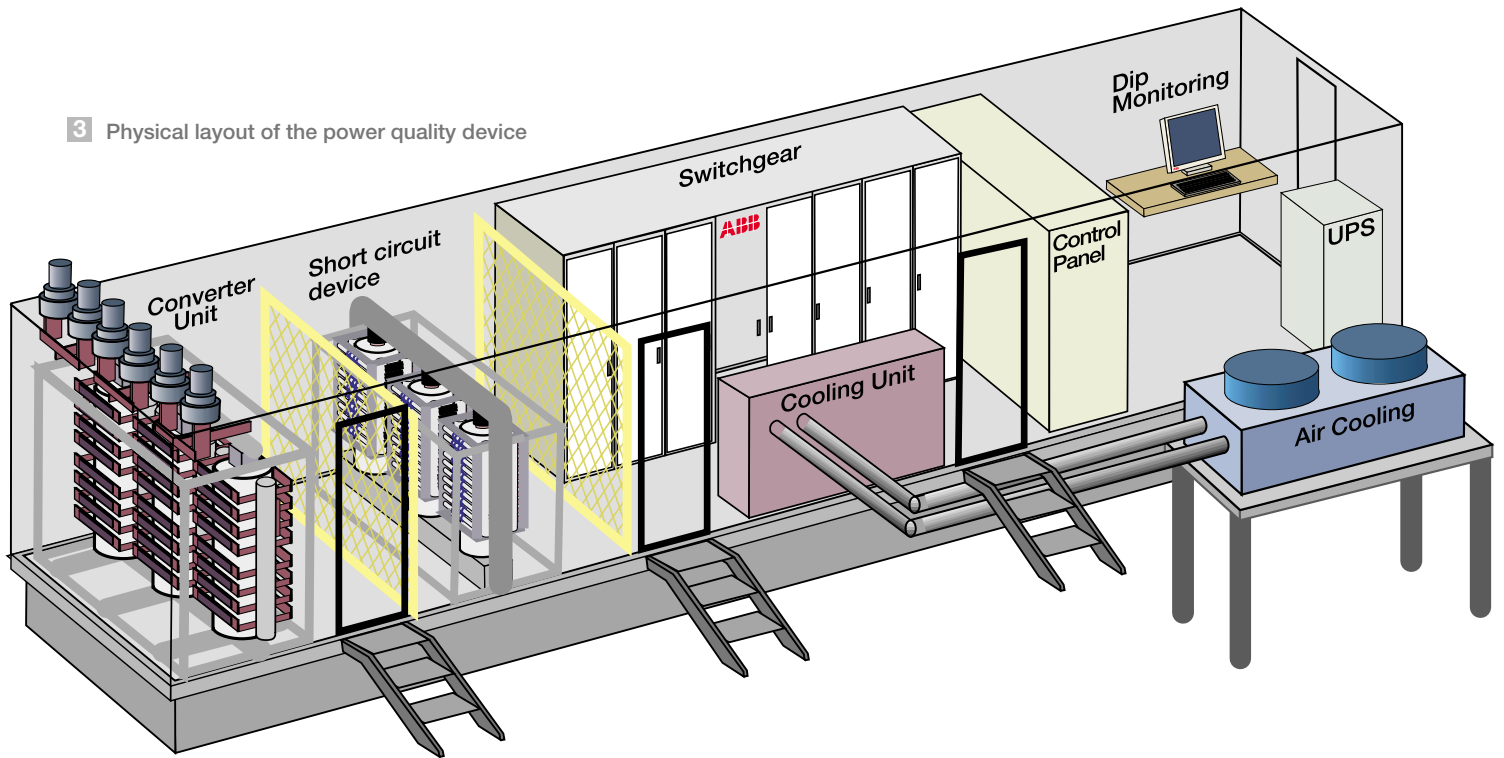 3 Physical layout of the power quality device
Dip
Monitoring
Switchgear
ABB
Control
Panel
UPS
Short circuit
device
Converter
Unit
Cooling Unit
Air Cooling